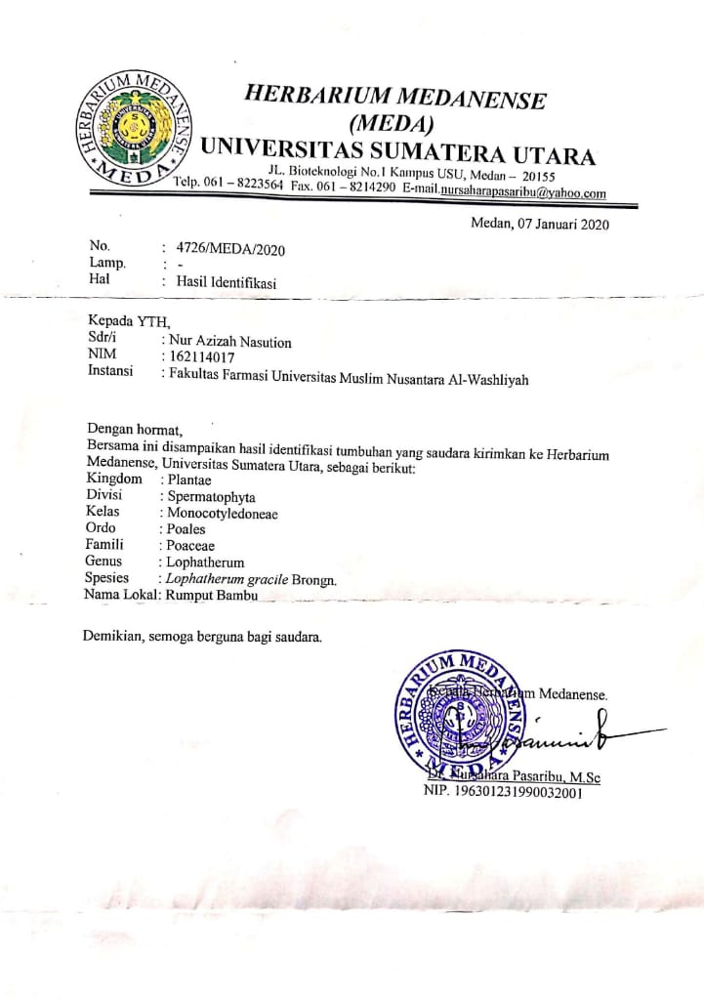 HERBARIUM MEDANENSE
MEDA
HERBARIUM MEDANENSE
(MEDA)
UNIVERSITAS SUMATERA UTARA
JL. Bioteknologi No.1 Kampus USU, Medan – 20155
Telp. 061 – 8223564 Fax. 061 – 8214290 E-mail.nursaharapasaribu@yahoo.com
Medan, 07 Januari 2020
No. : 4726/MEDA/2020
Lamp. : -
Hal : Hasil Identifikasi
Kepada YTH,
Sdr/i : Nur Azizah Nasution
NIM : 162114017
Instansi : Fakultas Farmasi Universitas Muslim Nusantara Al-Washliyah
Dengan hormat,
Bersama ini disampaikan hasil identifikasi tumbuhan yang saudara kirimkan ke Herbarium
Medanense, Universitas Sumatera Utara, sebagai berikut:
Kingdom : Plantae
Divisi : Spermatophyta
Kelas : Monocotyledoneae
Ordo : Poales
Famili : Poaceae
Genus : Lophatherum
Spesies : Lophatherum gracile Brongn.
Nama Lokal: Rumput Bambu
Demikian, semoga berguna bagi saudara.
Kepala Herbarium Medanense.
HERBARIUM MEDANENSE
MEDA
Dr. Nursahara Pasaribu, M.Sc
NIP. 196301231990032001